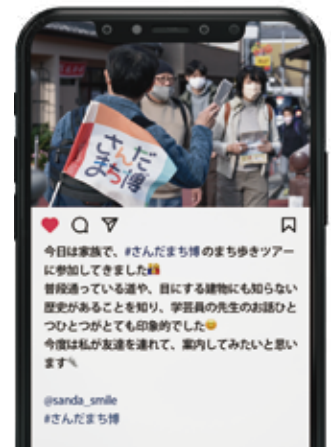 さんだ
まち博
今日は家族で、#さんだまち博のまち歩きツアー
に参加してきました👪
普段通っている道や、目にする建物にも知らない
歴史があることを知り、学芸員の先生のお話ひと
つひとつがとても印象的でした😊
今度は私が友達を連れて、案内してみたいと思い
ます✎
@sanda_smile
#さんだまち博